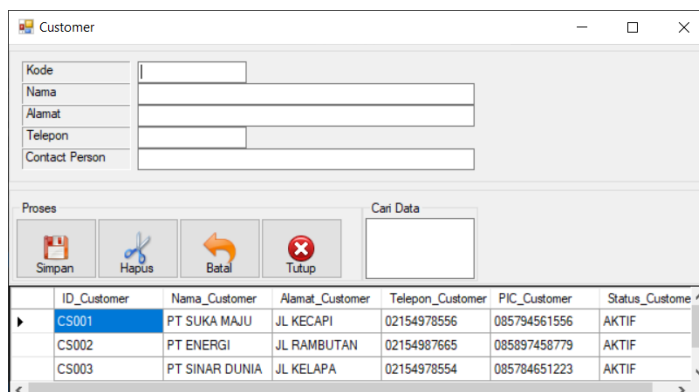 Customer
Kode
Nama
Alamat
Telepon
Contact Person
Proses Cari Data
Simpan Hapus Batal Tutup
ID_Customer Nama_Customer Alamat_Customer Telepon_Customer PIC_Customer Status_Custome
CS001 PT SUKA MAJU JL KECAPI 02154978556 085794561556 AKTIF
CS002 PT ENERGI JL RAMBUTAN 02154987665 085897458779 AKTIF
CS003 PT SINAR DUNIA JL KELAPA 02154978554 085784651223 AKTIF